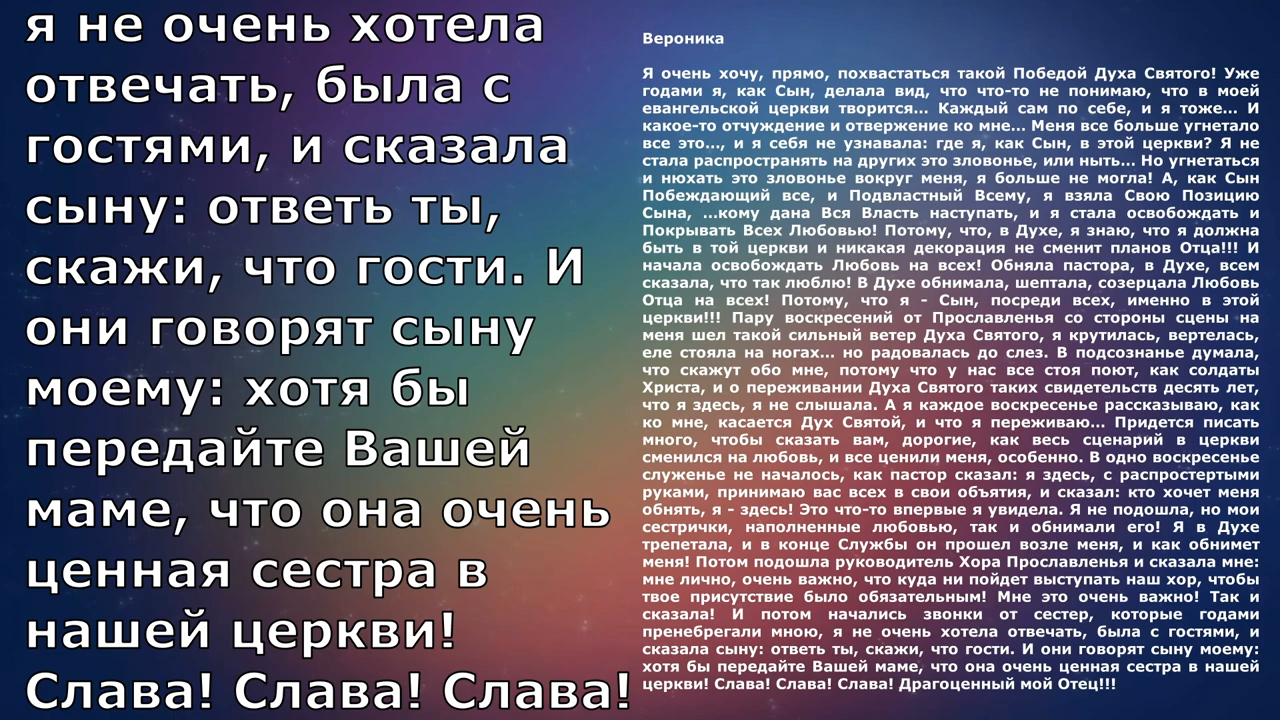 я не очень хотела
отвечать, была с
гостями, и сказала
сыну: ответь ты,
скажи, что гости. И
они говорят сыну
моему: хотя бы
передайте Вашей
маме, что она очень
ценная сестра в
нашей церкви!
Слава! Слава! Слава!
Вероника
Я очень хочу, прямо, похвастаться такой Победой Духа Святого! Уже
годами я, как Сын, делала вид, что что-то не понимаю, что в моей
евангельской церкви творится... Каждый сам по себе, и я тоже... И
какое-то отчуждение и отвержение ко мне... Меня все больше угнетало
все это..., и я себя не узнавала: где я, как Сын, в этой церкви? Я не
стала распространять на других это зловонье, или ныть... Но угнетаться
и нюхать это зловонье вокруг меня, я больше не могла! А, как Сын
Побеждающий все, и Подвластный Всему, я взяла Свою Позицию
Сына, ...кому дана Вся Власть наступать, и я стала освобождать и
Покрывать Всех Любовью! Потому, что, в Духе, я знаю, что я должна
быть в той церкви и никакая декорация не сменит планов Отца!!! И
начала освобождать Любовь на всех! Обняла пастора, в Духе, всем
сказала, что так люблю! В Духе обнимала, шептала, созерцала Любовь
Отца на всех! Потому, что я - Сын, посреди всех, именно в этой
церкви!!! Пару воскресений от Прославленья со стороны сцены на
меня шел такой сильный ветер Духа Святого, я крутилась, вертелась,
еле стояла на ногах... но радовалась до слез. В подсознанье думала,
что скажут обо мне, потому что у нас все стоя поют, как солдаты
Христа, и о переживании Духа Святого таких свидетельств десять лет,
что я здесь, я не слышала. А я каждое воскресенье рассказываю, как
ко мне, касается Дух Святой, и что я переживаю... Придется писать
много, чтобы сказать вам, дорогие, как весь сценарий в церкви
сменился на любовь, и все ценили меня, особенно. В одно воскресенье
служенье не началось, как пастор сказал: я здесь, с распростертыми
руками, принимаю вас всех в свои объятия, и сказал: кто хочет меня
обнять, я - здесь! Это что-то впервые я увидела. Я не подошла, но мои
сестрички, наполненные любовью, так и обнимали его! Я в Духе
трепетала, и в конце Службы он прошел возле меня, и как обнимет
меня! Потом подошла руководитель Хора Прославленья и сказала мне:
мне лично, очень важно, что куда ни пойдет выступать наш хор, чтобы
твое присутствие было обязательным! Мне это очень важно! Так и
сказала! И потом начались звонки от сестер, которые годами
пренебрегали мною, я не очень хотела отвечать, была с гостями, и
сказала сыну: ответь ты, скажи, что гости. И они говорят сыну моему:
хотя бы передайте Вашей маме, что она очень ценная сестра в нашей
церкви! Слава! Слава! Слава! Драгоценный мой Отец!!!